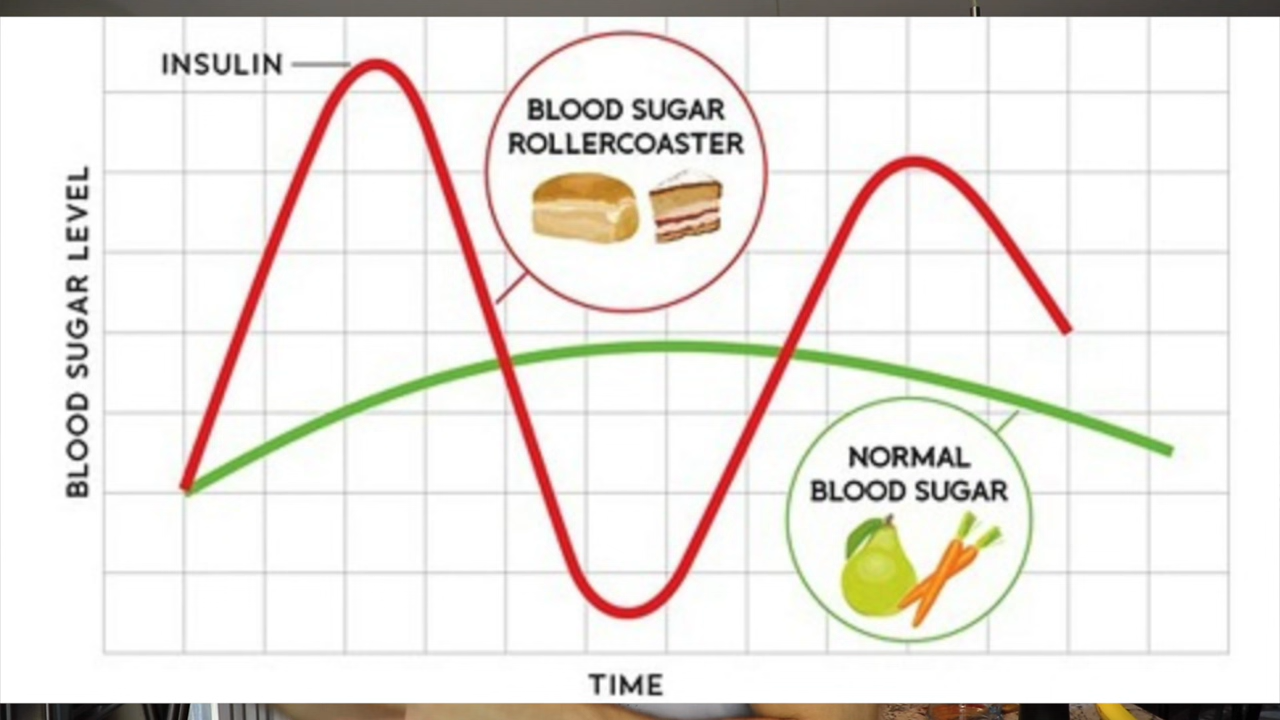 INSULIN
BLOOD SUGAR
ROLLERCOASTER
BLOOD SUGAR LEVEL
NORMAL
BLOOD SUGAR
TIME